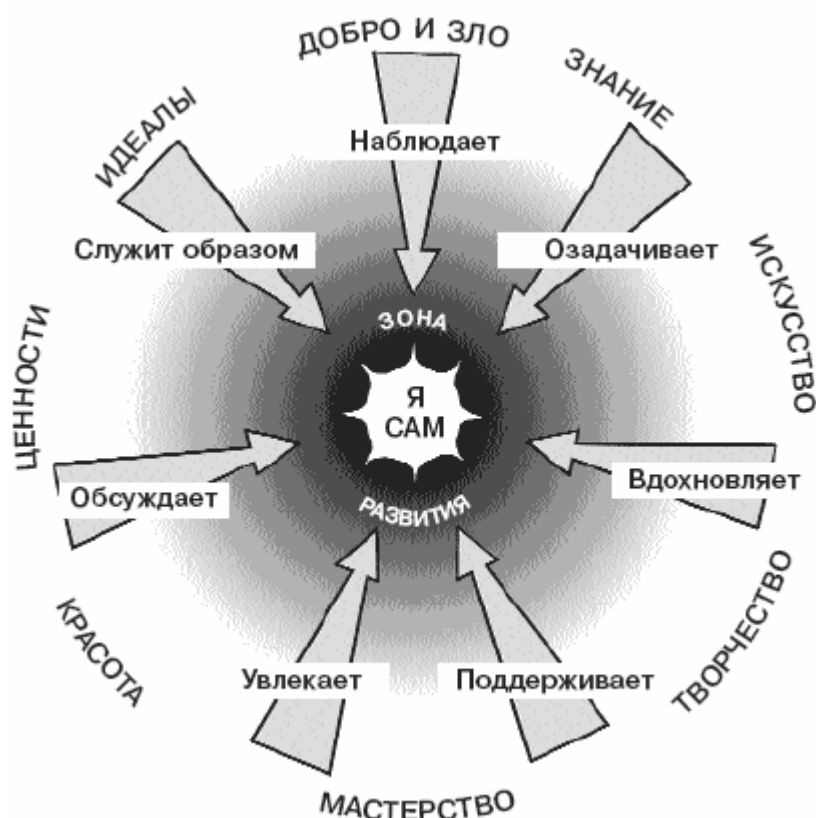 ДОБРО И ЗЛО
ЗНАНИЕ
ИДЕАЛЫ
Наблюдает
Служит образом
Озадачивает
ИСКУССТВО
ЦЕННОСТИ
ЗОНА
Я
САМ
РАЗВИТИЯ
Обсуждает
Вдохновляет
КРАСОТА
ТВОРЧЕСТВО
Увлекает
Поддерживает
МАСТЕРСТВО